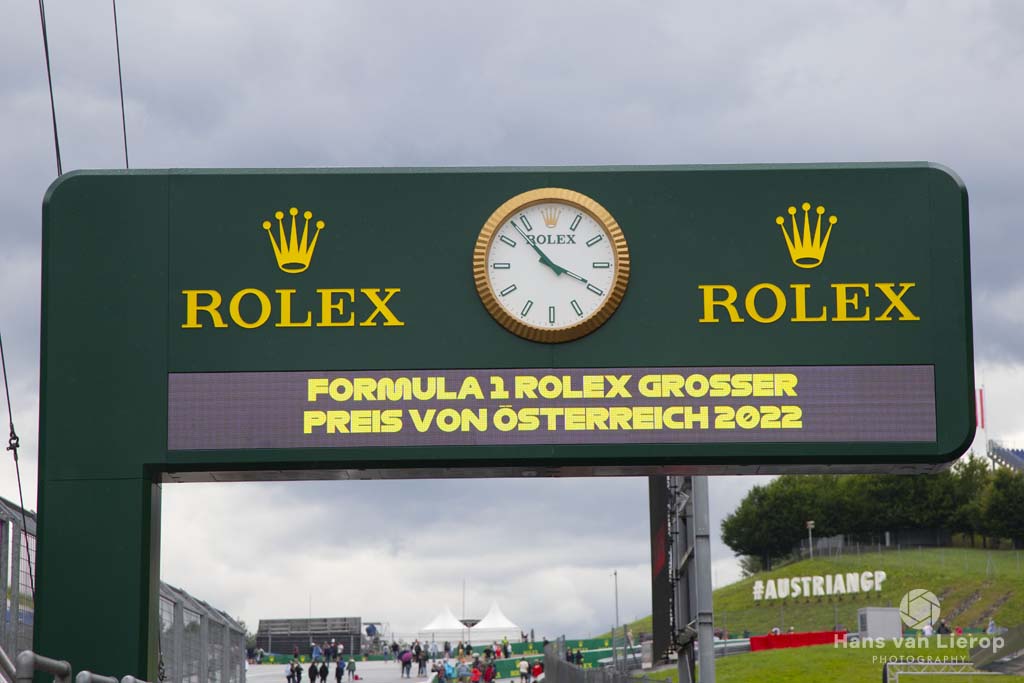 ROLEX
ROLEX
ROLEX
FORMULA 1 ROLEX GROSSER
PREIS VON ÖSTERREICH 2022
#AUSTRIANGP
Hans van Lierop
PHOTOGRAPHY